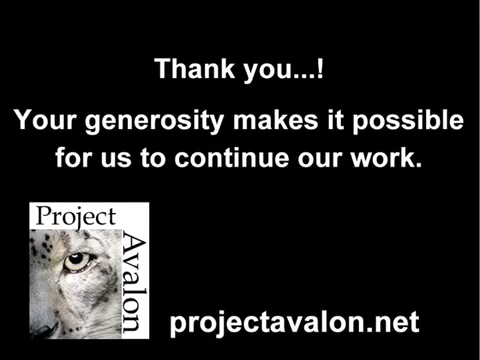 Thank you...!
Your generosity makes it possible
for us to continue our work.
Project
Avalon
projectavalon.net